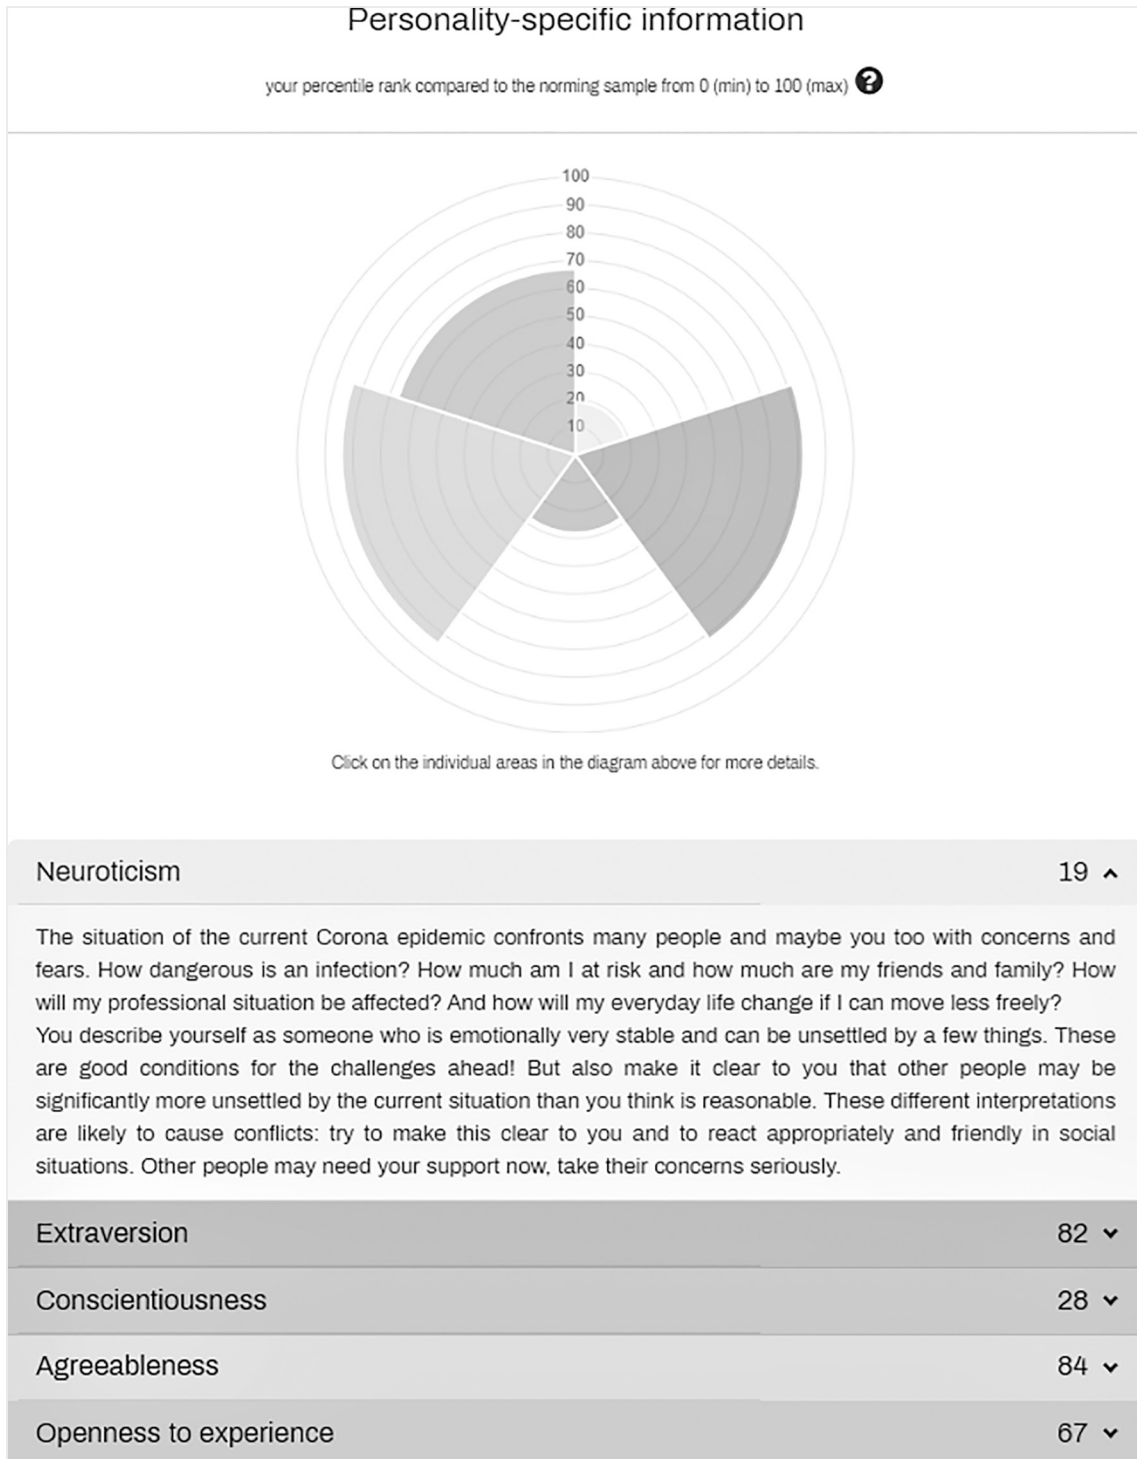 Personality-specific information
your percentile rank compared to the norming sample from 0 (min) to 100 (max) ?
100
90
80
70
60
50
40
30
20
10
Click on the individual areas in the diagram above for more details.
Neuroticism 19
The situation of the current Corona epidemic confronts many people and maybe you too with concerns and
fears. How dangerous is an infection? How much am I at risk and how much are my friends and family? How
will my professional situation be affected? And how will my everyday life change if I can move less freely?
You describe yourself as someone who is emotionally very stable and can be unsettled by a few things. These
are good conditions for the challenges ahead! But also make it clear to you that other people may be
significantly more unsettled by the current situation than you think is reasonable. These different interpretations
are likely to cause conflicts: try to make this clear to you and to react appropriately and friendly in social
situations. Other people may need your support now, take their concerns seriously.
Extraversion 82
Conscientiousness 28
Agreeableness 84
Openness to experience 67